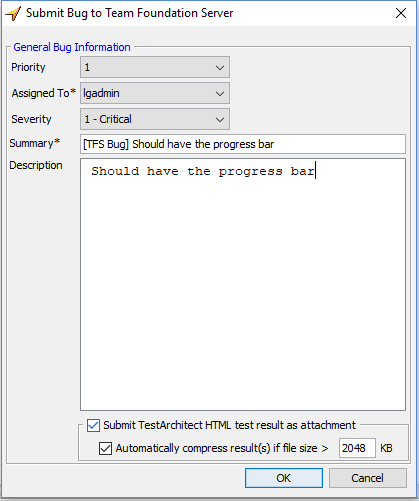 Submit Bug to Team Foundation Server
General Bug Information
Priority 1
Assigned To* lgadmin
Severity 1 - Critical
Summary* [TFS Bug] Should have the progress bar
Description Should have the progress bar
Submit TestArchitect HTML test result as attachment
Automatically compress result(s) if file size > 2048 KB
OK Cancel